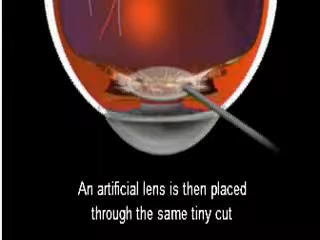 An artificial lens is then placed
through the same tiny cut